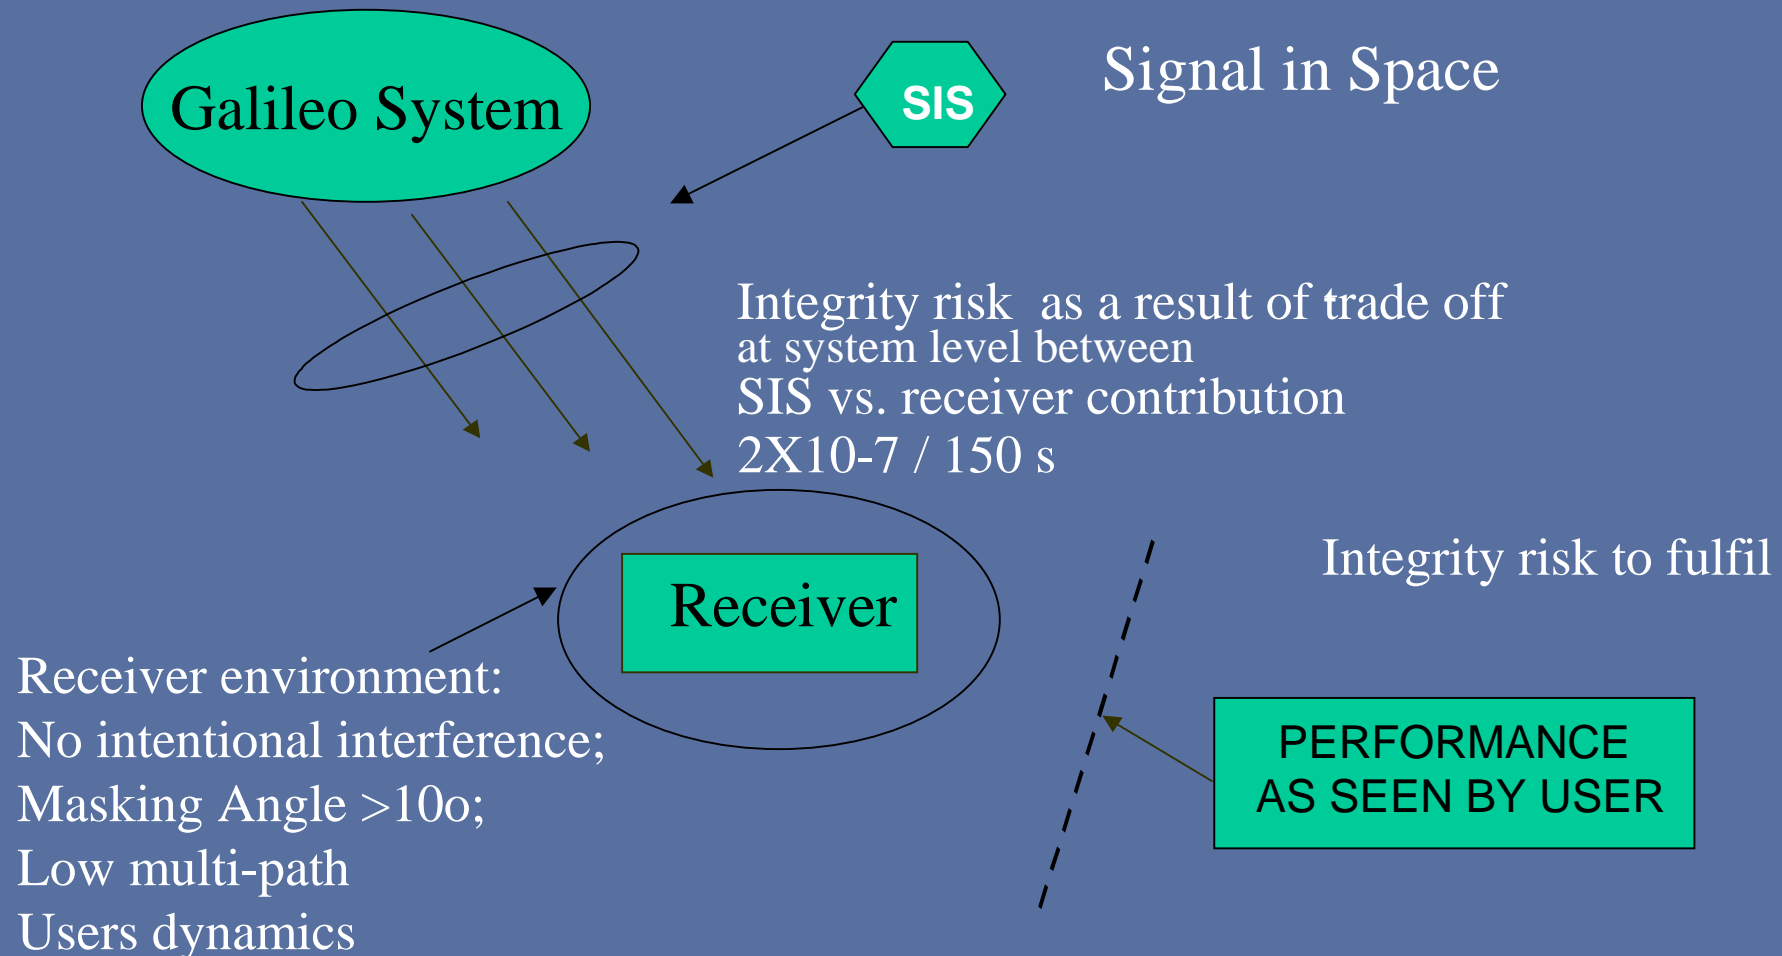 Galileo System
SIS
Signal in Space
Integrity risk as a result of trade off
at system level between
SIS vs. receiver contribution
2X10-7 / 150 s
Integrity risk to fulfil
Receiver
Receiver environment:
No intentional interference;
Masking Angle >10o;
Low multi-path
Users dynamics
PERFORMANCE
AS SEEN BY USER